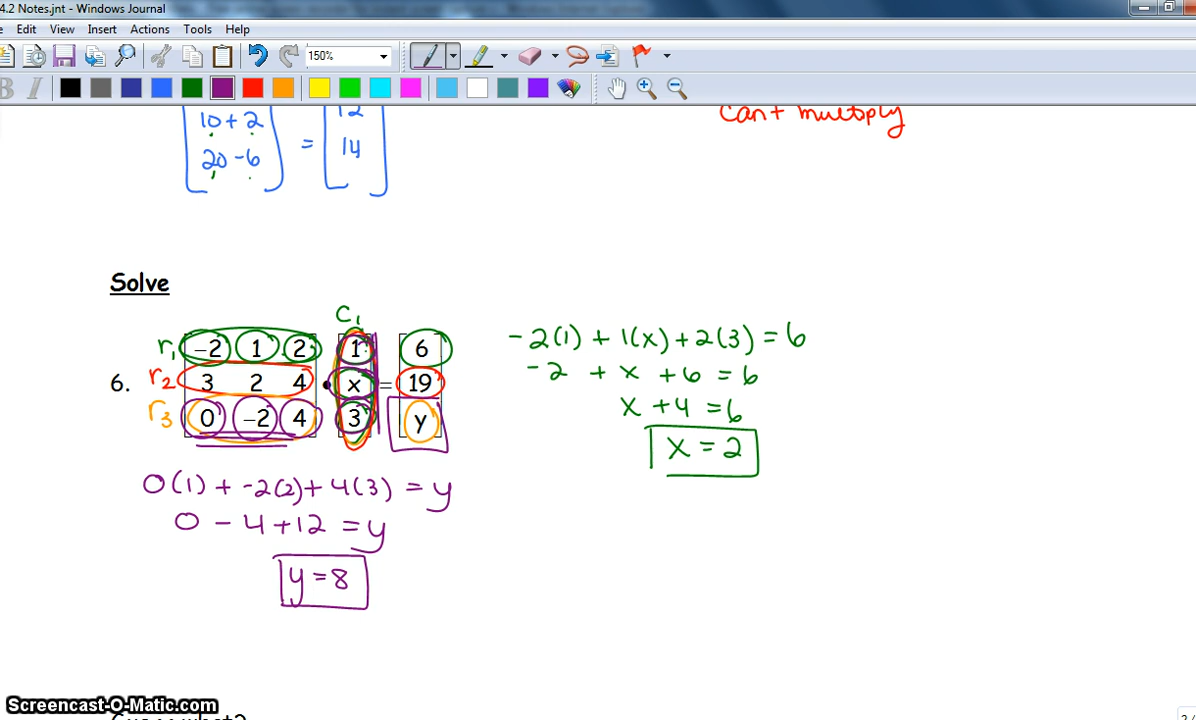 4.2 Notes.jnt - Windows Journal
Edit View Insert Actions Tools Help
150%
B I
10 + 2 12
20 - 6 = 14
can't multiply
Solve
C1
r1 -2 1 2 1 6
6. r2 3 2 4 • x = 19
r3 0 -2 4 3 y
-2(1) + 1(x) + 2(3) = 6
-2 + x + 6 = 6
x + 4 = 6
x = 2
0(1) + -2(2) + 4(3) = y
0 - 4 + 12 = y
y = 8
Screencast-O-Matic.com